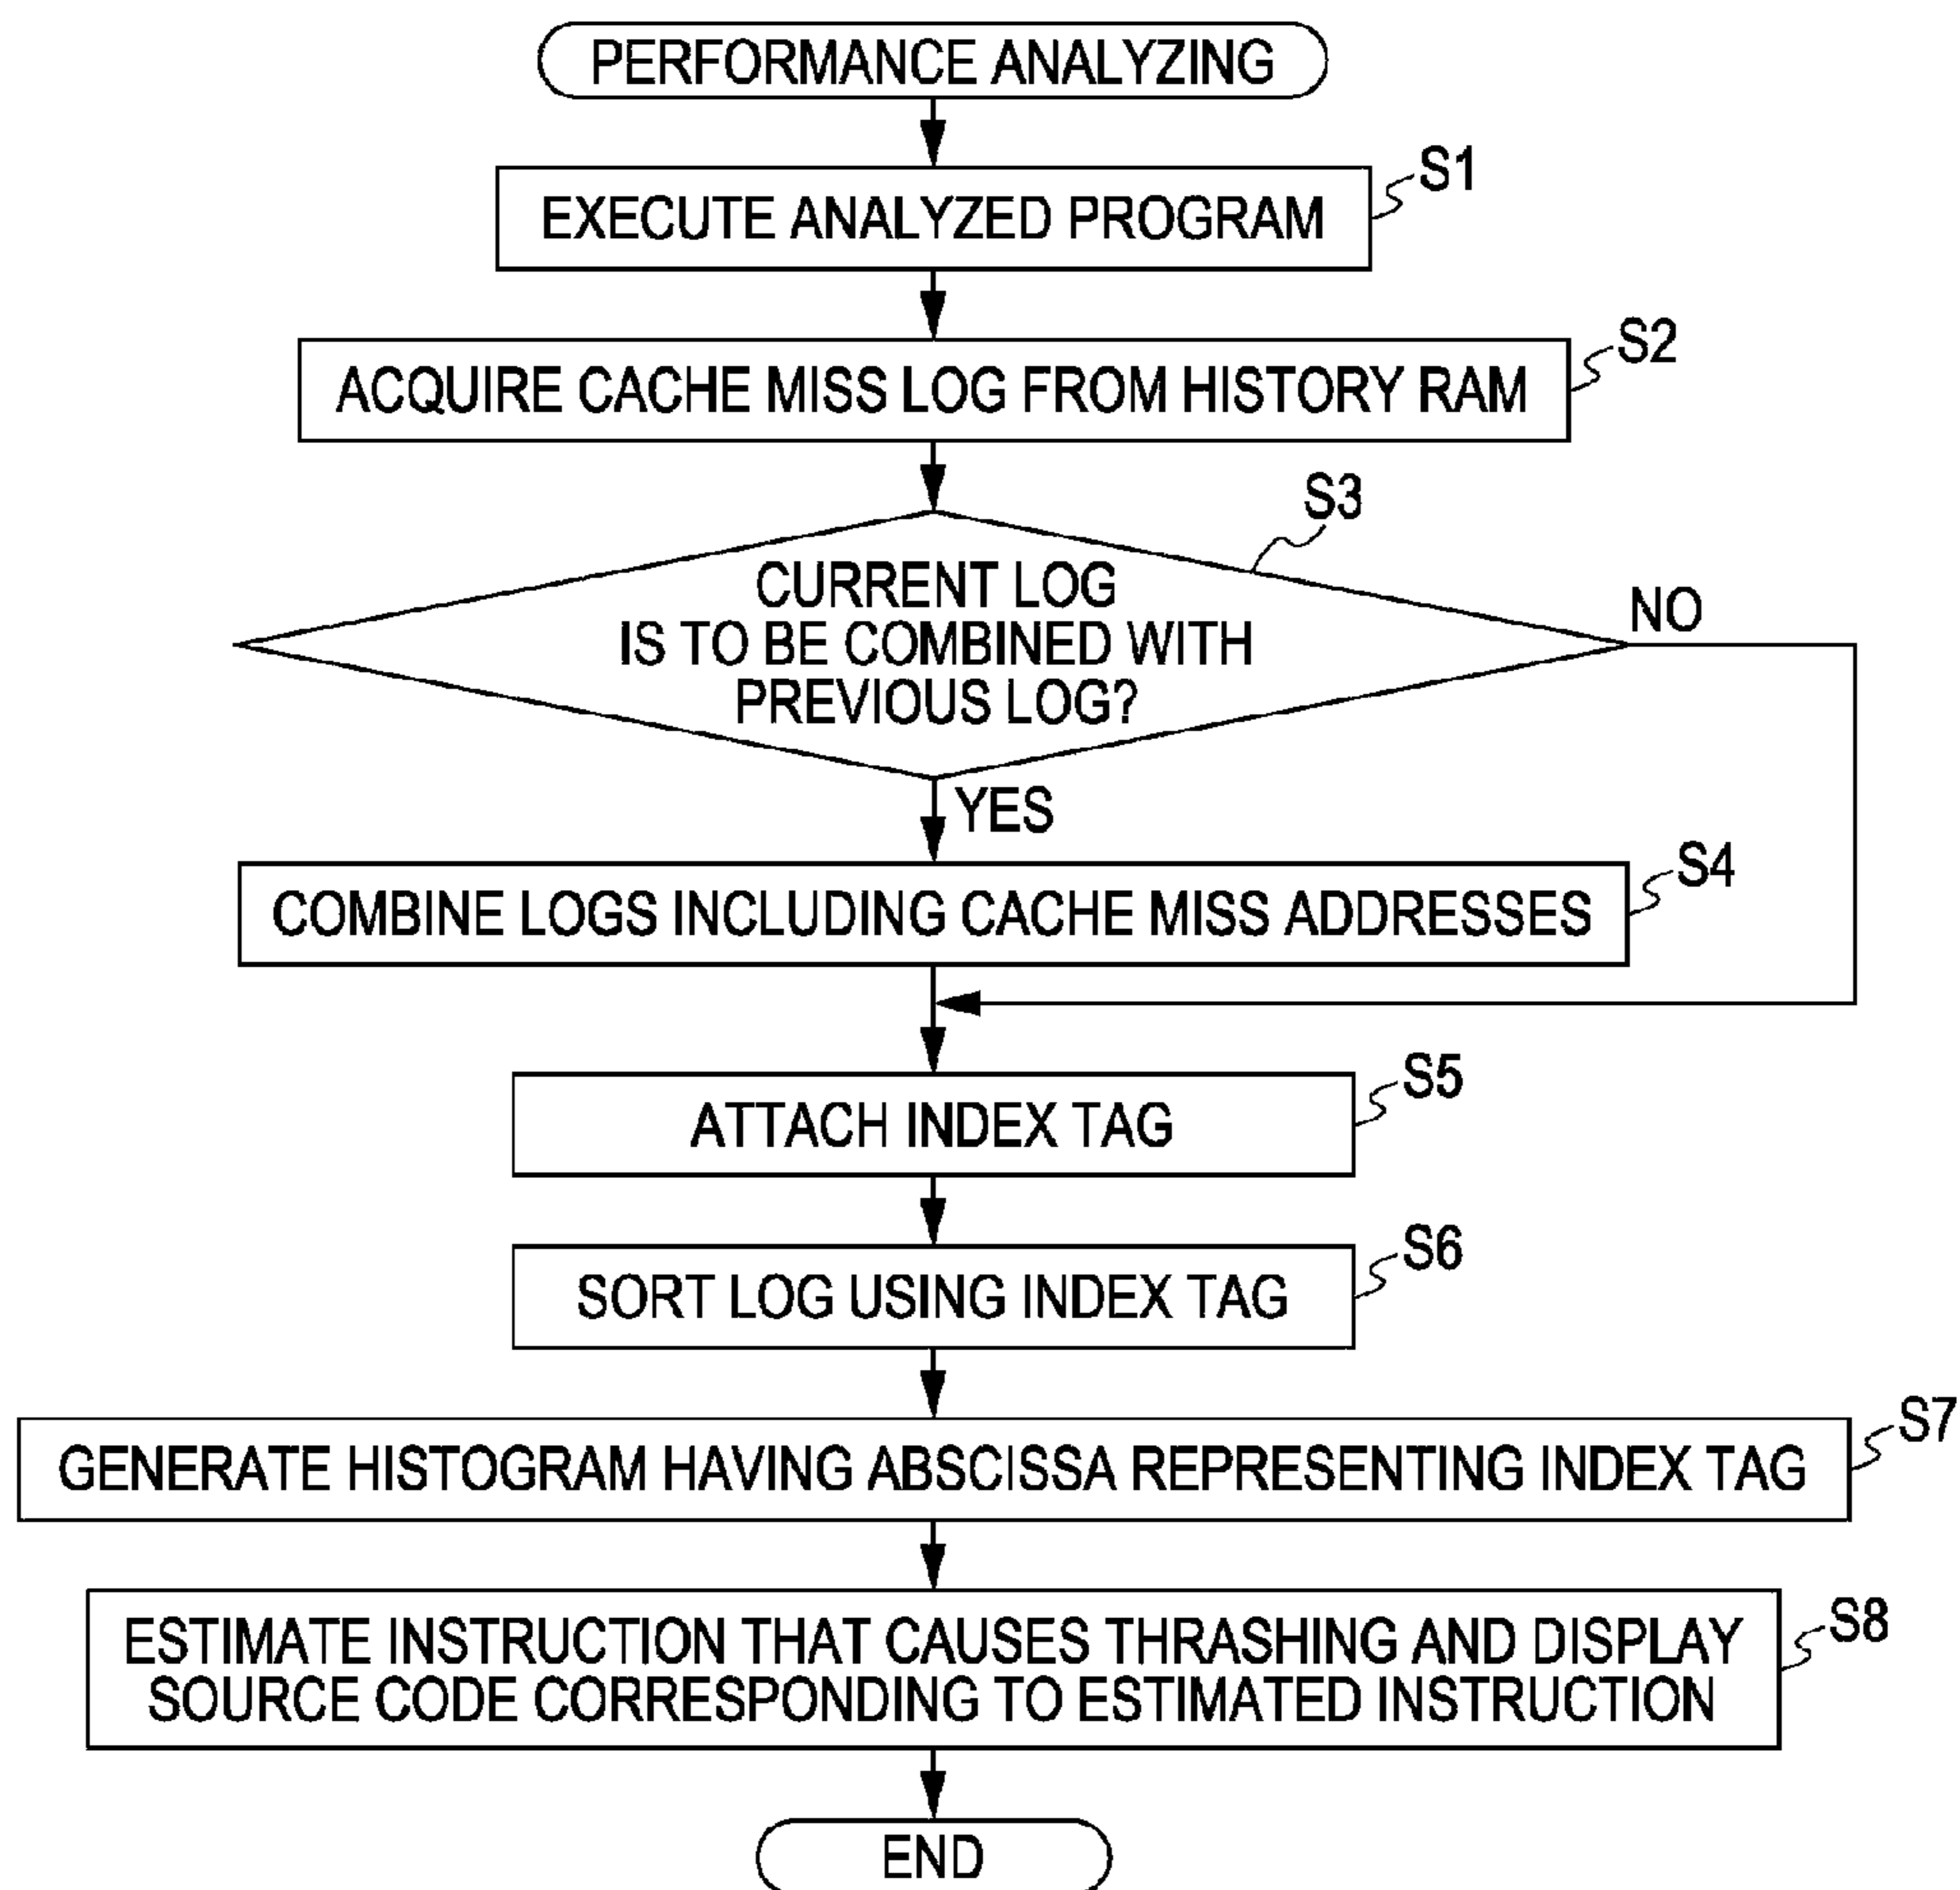 PERFORMANCE ANALYZING
S1
EXECUTE ANALYZED PROGRAM
S2
ACQUIRE CACHE MISS LOG FROM HISTORY RAM
S3
CURRENT LOG
IS TO BE COMBINED WITH
PREVIOUS LOG?
NO
YES
S4
COMBINE LOGS INCLUDING CACHE MISS ADDRESSES
S5
ATTACH INDEX TAG
S6
SORT LOG USING INDEX TAG
S7
GENERATE HISTOGRAM HAVING ABSCISSA REPRESENTING INDEX TAG
S8
ESTIMATE INSTRUCTION THAT CAUSES THRASHING AND DISPLAY
SOURCE CODE CORRESPONDING TO ESTIMATED INSTRUCTION
END